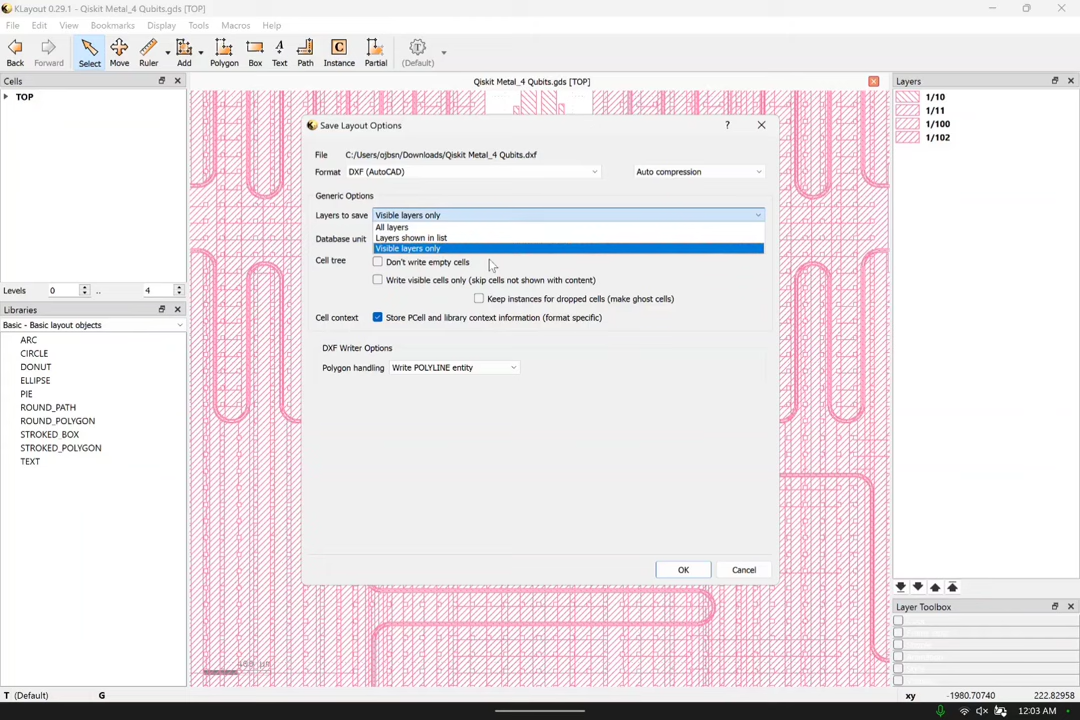 KLayout 0.29.1 - Qiskit Metal_4 Qubits.gds [TOP]
File Edit View Bookmarks Display Tools Macros Help
Back Forward Select Move Ruler Add Polygon Box Text Path Instance Partial (Default)
Cells
Qiskit Metal_4 Qubits.gds [TOP]
Layers
TOP
1/10
1/11
1/100
1/102
Save Layout Options
File C:/Users/ojbsn/Downloads/Qiskit Metal_4 Qubits.dxf
Format DXF (AutoCAD) Auto compression
Generic Options
Layers to save Visible layers only
All layers
Layers shown in list
Database unit
Visible layers only
Cell tree Don't write empty cells
Write visible cells only (skip cells not shown with content)
Keep instances for dropped cells (make ghost cells)
Cell context Store PCell and library context information (format specific)
DXF Writer Options
Polygon handling Write POLYLINE entity
OK Cancel
Levels 0 .. 4
Libraries
Basic - Basic layout objects
ARC
CIRCLE
DONUT
ELLIPSE
PIE
ROUND_PATH
ROUND_POLYGON
STROKED_BOX
STROKED_POLYGON
TEXT
Layer Toolbox
T (Default) G xy -1980.70740 222.82958
12:03 AM